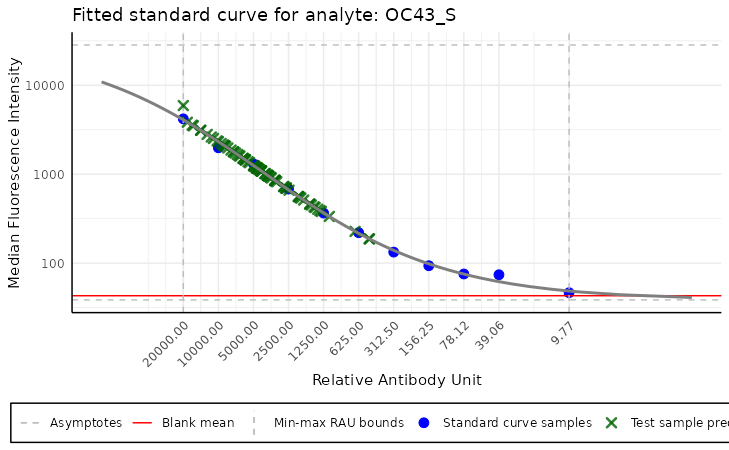 Fitted standard curve for analyte: OC43_S
Median Fluorescence Intensity
10000
1000
100
20000.00 10000.00 5000.00 2500.00 1250.00 625.00 312.50 156.25 78.12 39.06 9.77
Relative Antibody Unit
Asymptotes Blank mean Min-max RAU bounds Standard curve samples Test sample